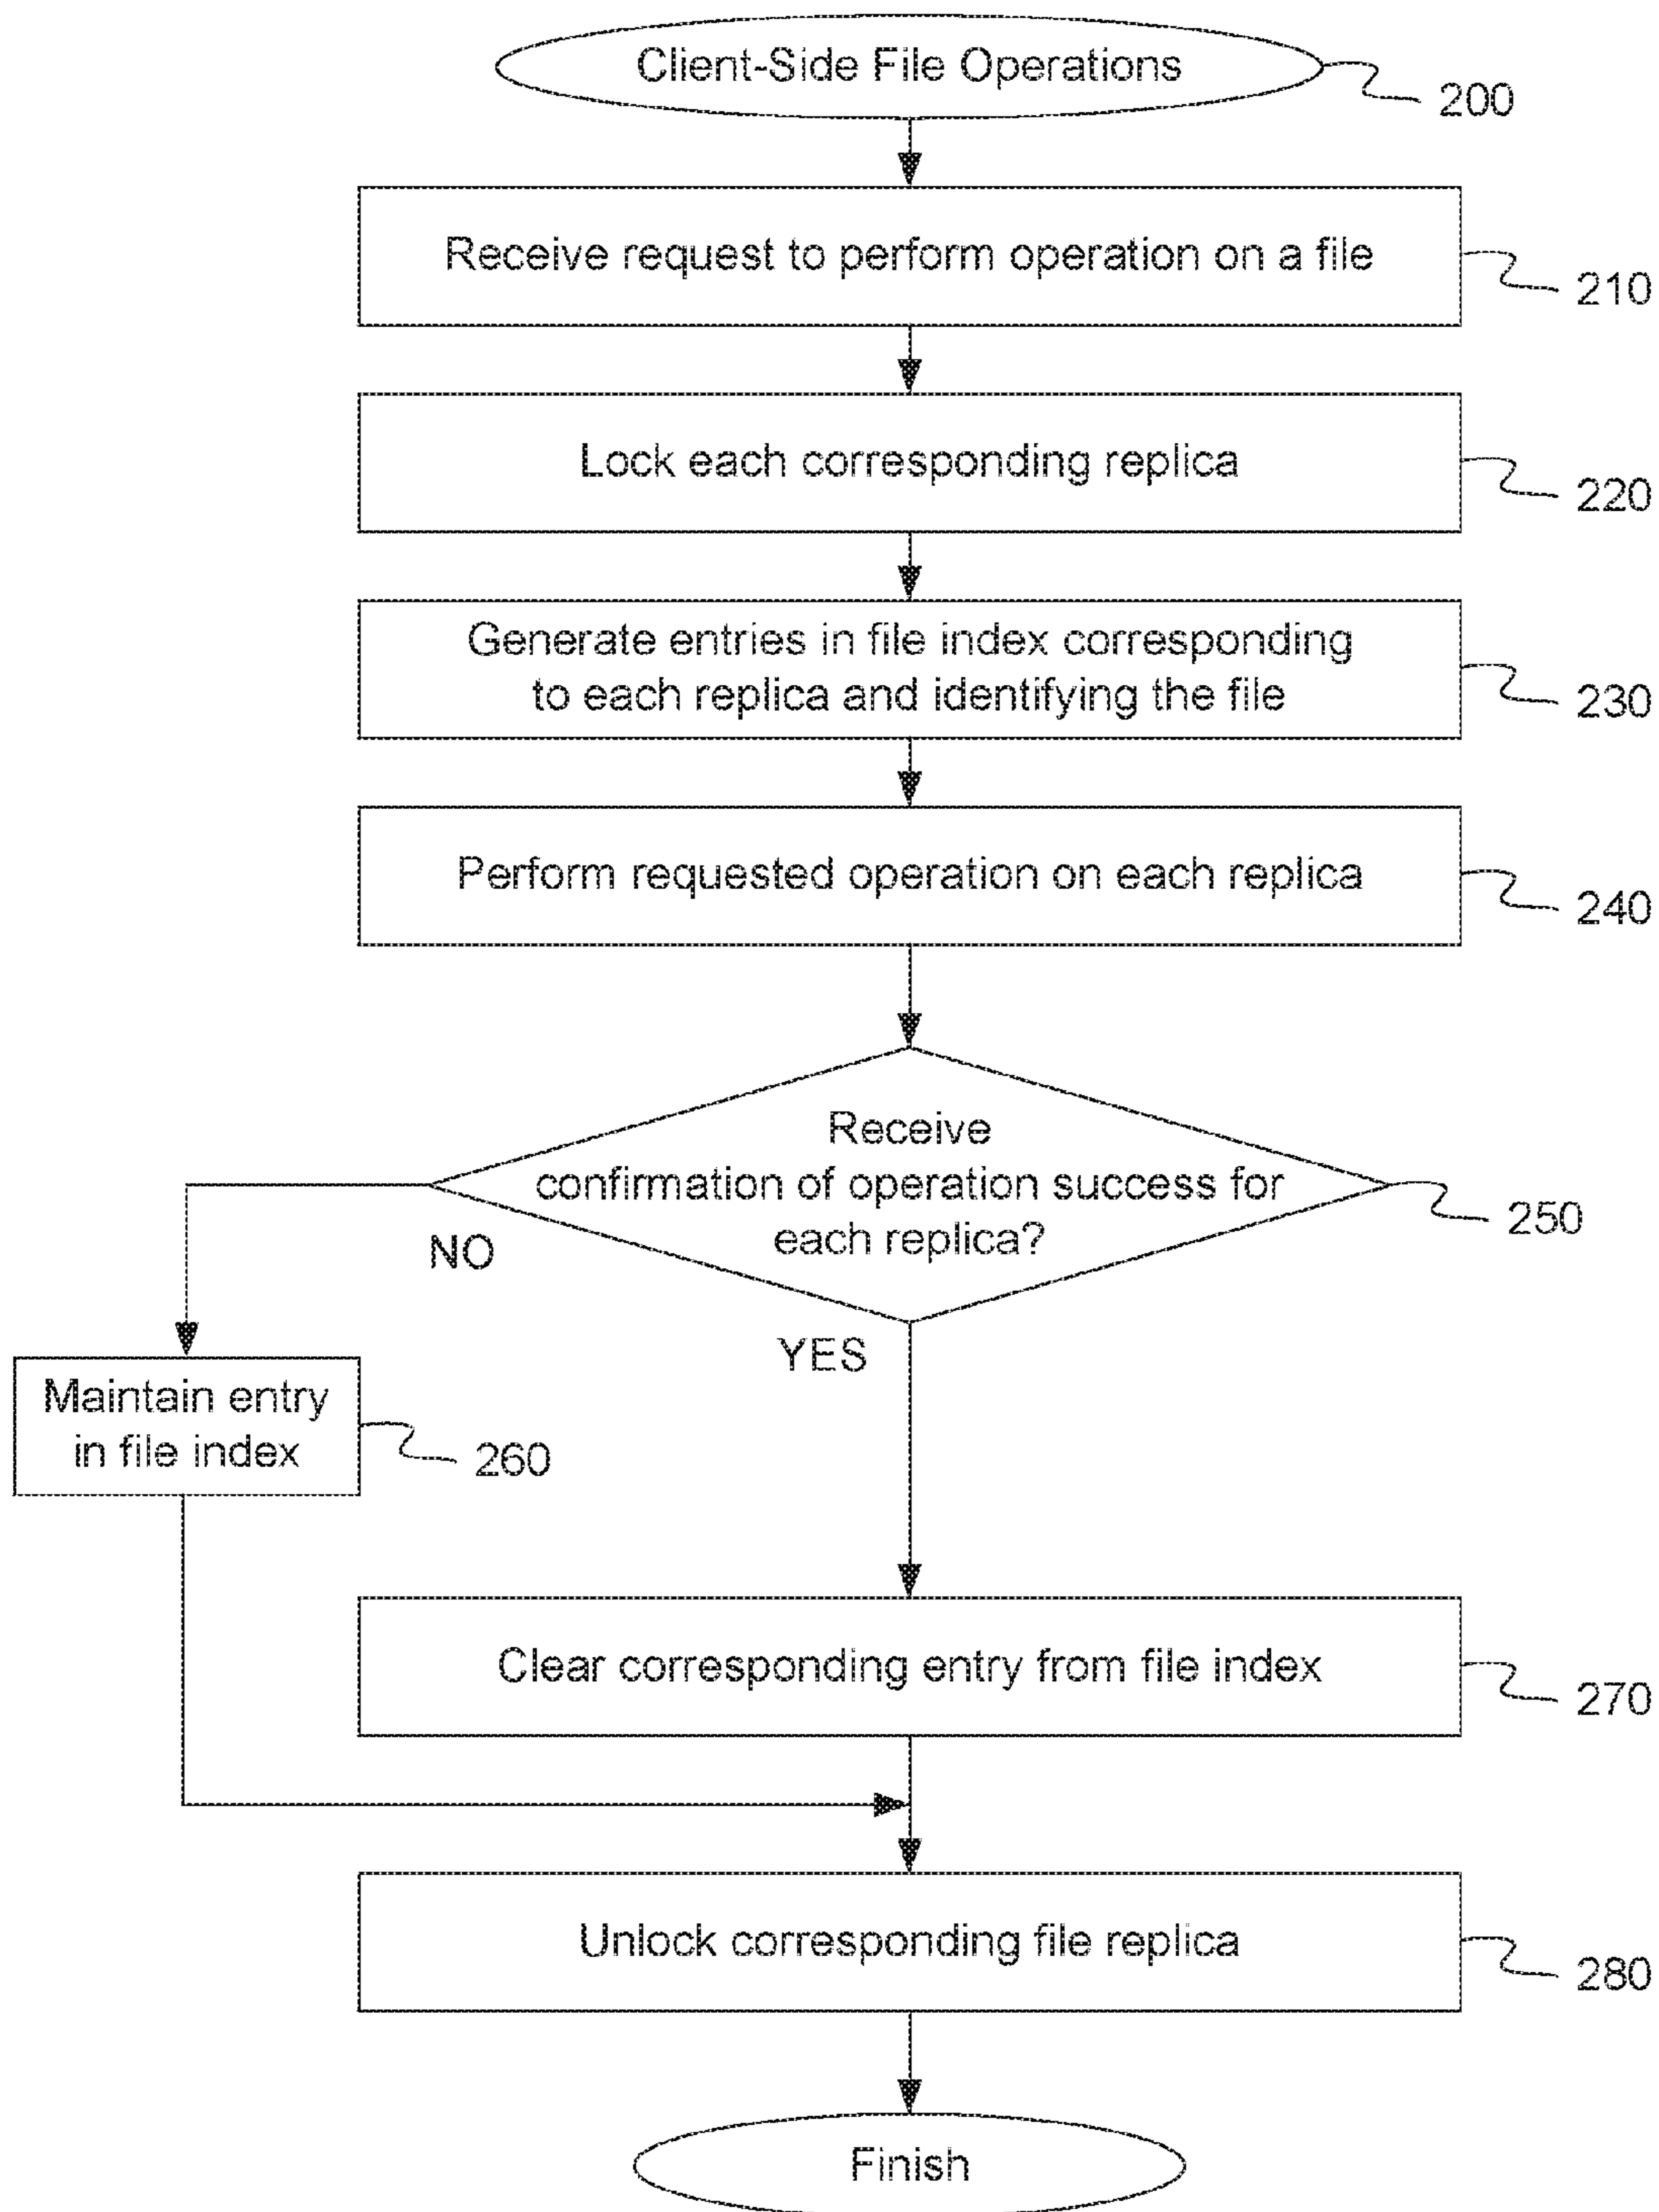 Client-Side File Operations
200
Receive request to perform operation on a file
210
Lock each corresponding replica
220
Generate entries in file index corresponding
to each replica and identifying the file
230
Perform requested operation on each replica
240
Receive
confirmation of operation success for
each replica?
250
NO
YES
Maintain entry
in file index
260
Clear corresponding entry from file index
270
Unlock corresponding file replica
280
Finish